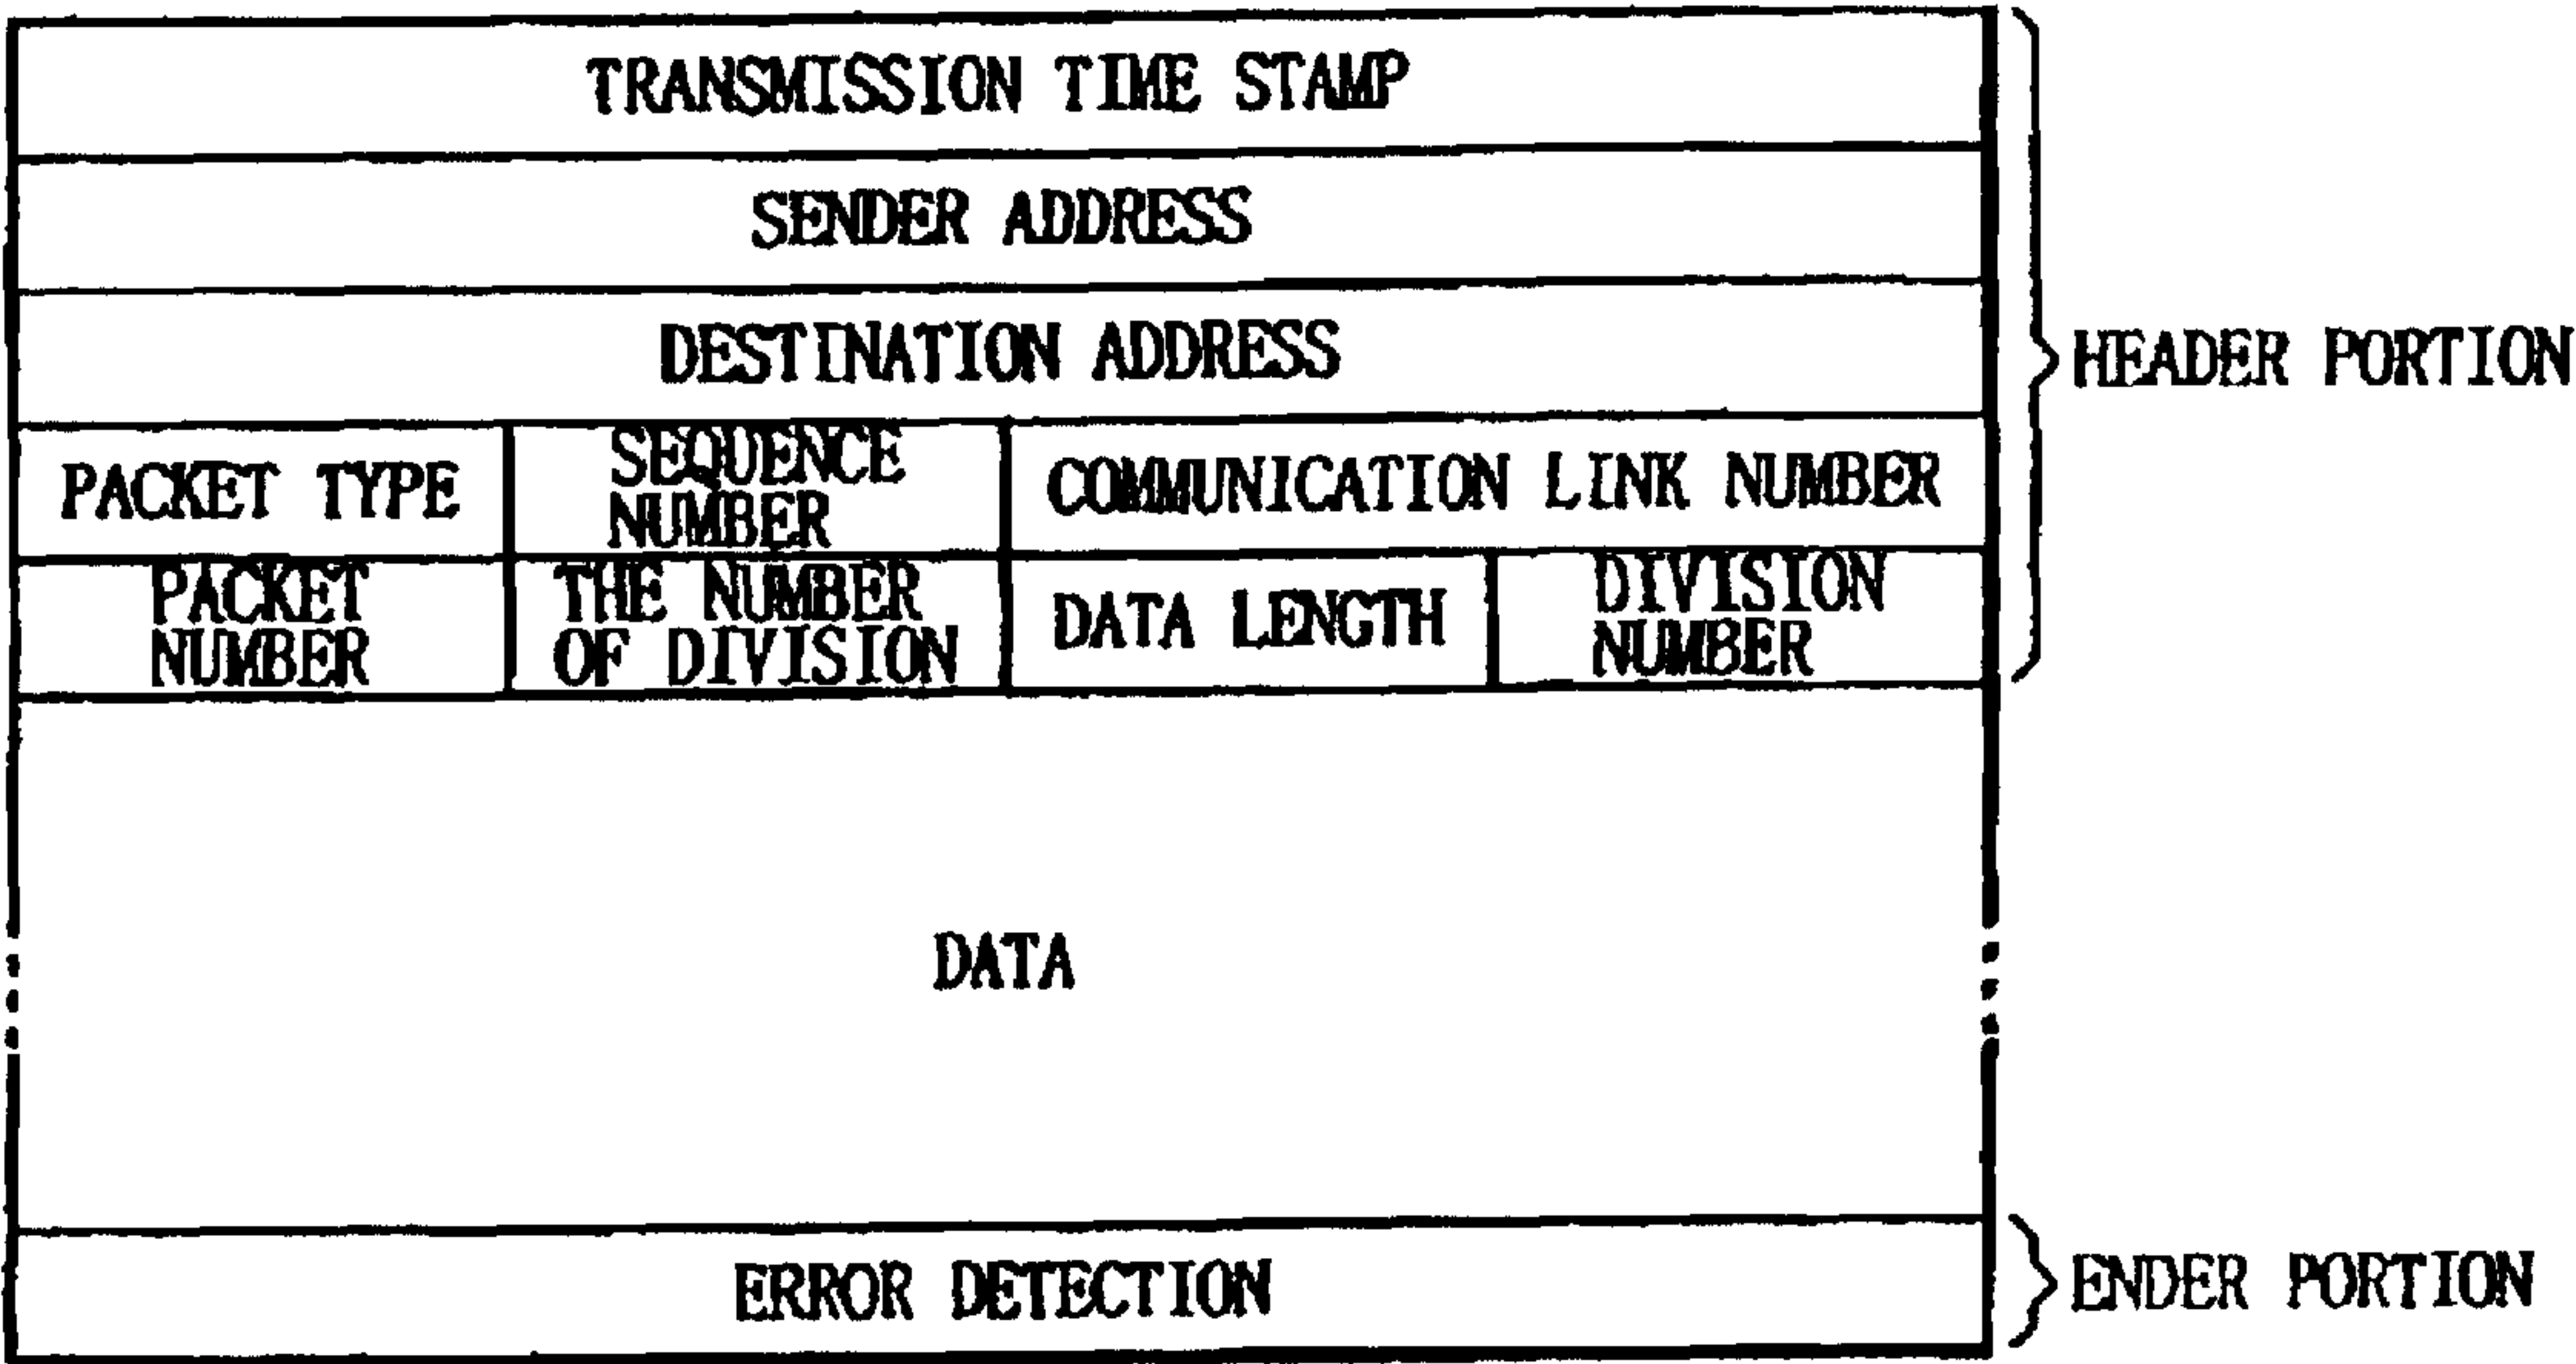 TRANSMISSION TIME STAMP
SENDER ADDRESS
DESTINATION ADDRESS
HEADER PORTION
PACKET TYPE
SEQUENCE
NUMBER
COMMUNICATION LINK NUMBER
PACKET
NUMBER
THE NUMBER
OF DIVISION
DATA LENGTH
DIVISION
NUMBER
DATA
ERROR DETECTION
ENDER PORTION